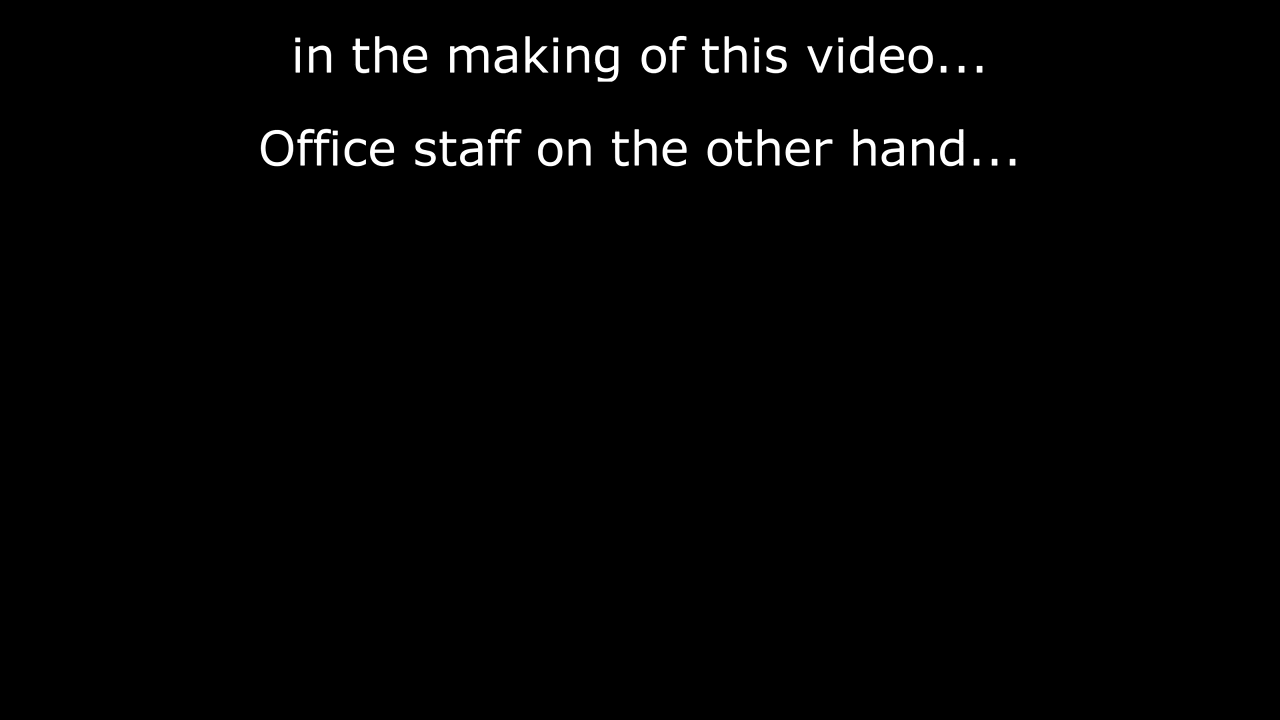 in the making of this video...
Office staff on the other hand...